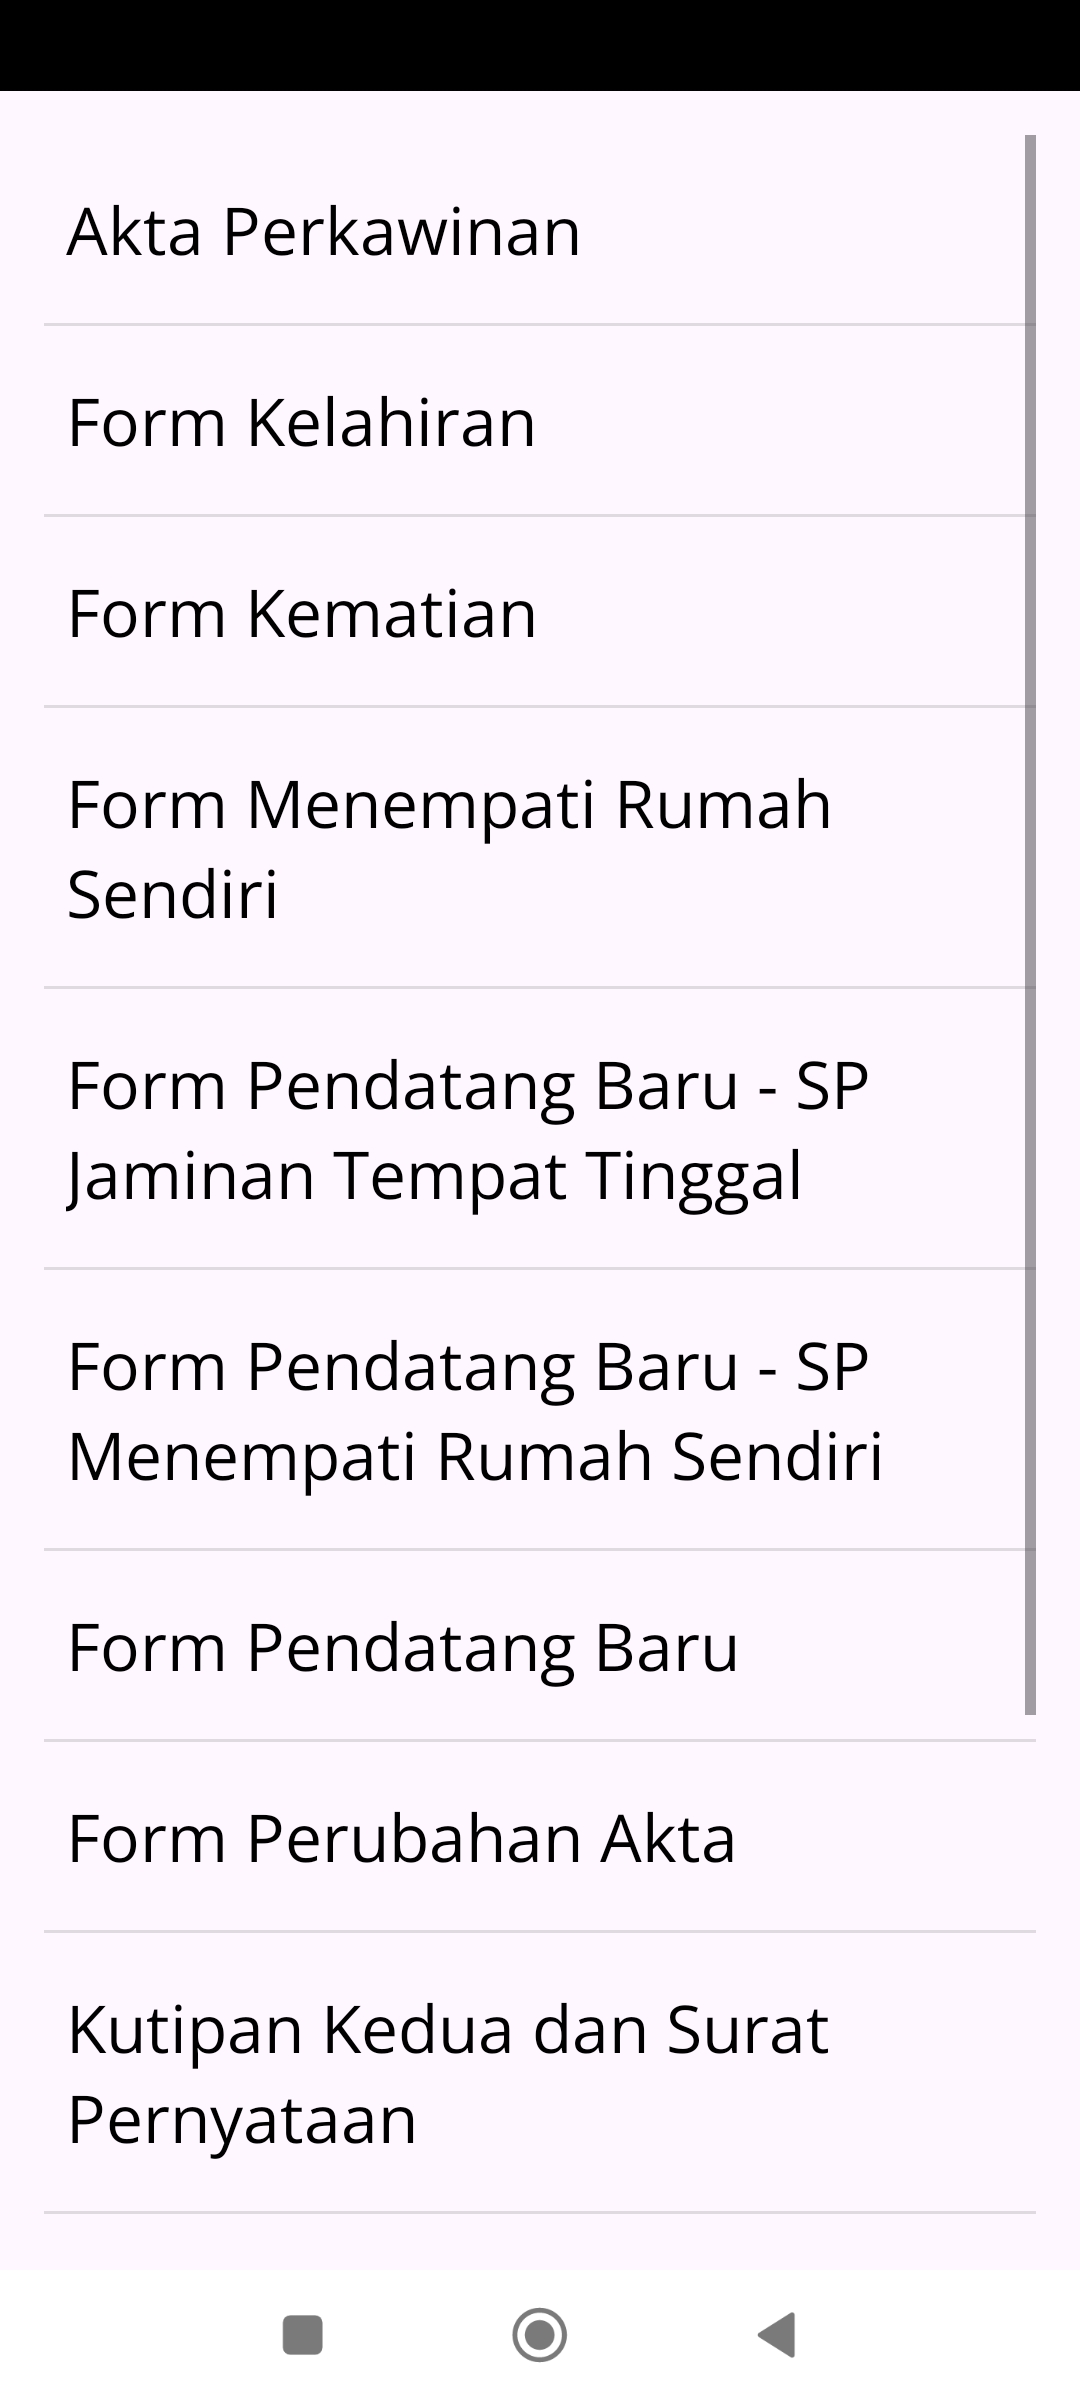 Akta Perkawinan
Form Kelahiran
Form Kematian
Form Menempati Rumah
Sendiri
Form Pendatang Baru - SP
Jaminan Tempat Tinggal
Form Pendatang Baru - SP
Menempati Rumah Sendiri
Form Pendatang Baru
Form Perubahan Akta
Kutipan Kedua dan Surat
Pernyataan